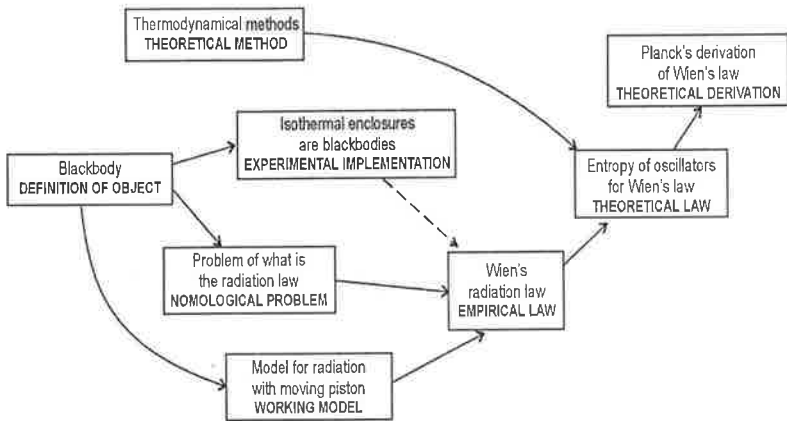 Thermodynamical methods
THEORETICAL METHOD
Planck's derivation
of Wien's law
THEORETICAL DERIVATION
Isothermal enclosures
are blackbodies
EXPERIMENTAL IMPLEMENTATION
Blackbody
DEFINITION OF OBJECT
Entropy of oscillators
for Wien's law
THEORETICAL LAW
Problem of what is
the radiation law
NOMOLOGICAL PROBLEM
Wien's
radiation law
EMPIRICAL LAW
Model for radiation
with moving piston
WORKING MODEL